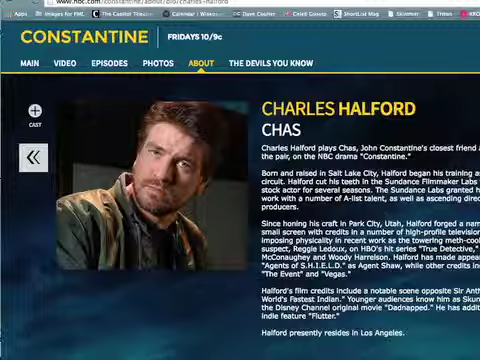 www.nbc.com/constantine/about/bio/charles-halford
Apps Images for FML The Capitol Theatre Calendar Dave Coulier Celeb Gossip ShortList Mag Skimmer Triton
CONSTANTINE FRIDAYS 10/9c
MAIN VIDEO EPISODES PHOTOS ABOUT THE DEVILS YOU KNOW
CAST
CHARLES HALFORD
CHAS
Charles Halford plays Chas, John Constantine's closest friend
the pair, on the NBC drama "Constantine."
Born and raised in Salt Lake City, Halford began his training as
circuit. Halford cut his teeth in the Sundance Filmmaker Labs
stock actor for several seasons. The Sundance Labs granted h
work with a number of A-list talent, as well as ascending direc
producers.
Since honing his craft in Park City, Utah, Halford forged a nam
small screen with credits in a number of high-profile television
imposing physicality in recent work as the towering meth-cook
suspect, Reggie Ledoux, on HBO's hit series "True Detective,"
McConaughey and Woody Harrelson. Halford has made appear
"Agents of S.H.I.E.L.D." as Agent Shaw, while other credits inc
"The Event" and "Vegas."
Halford's film credits include a notable scene opposite Sir Anth
World's Fastest Indian." Younger audiences know him as Skun
the Disney Channel original movie "Dadnapped." He has addit
indie feature "Flutter."
Halford presently resides in Los Angeles.